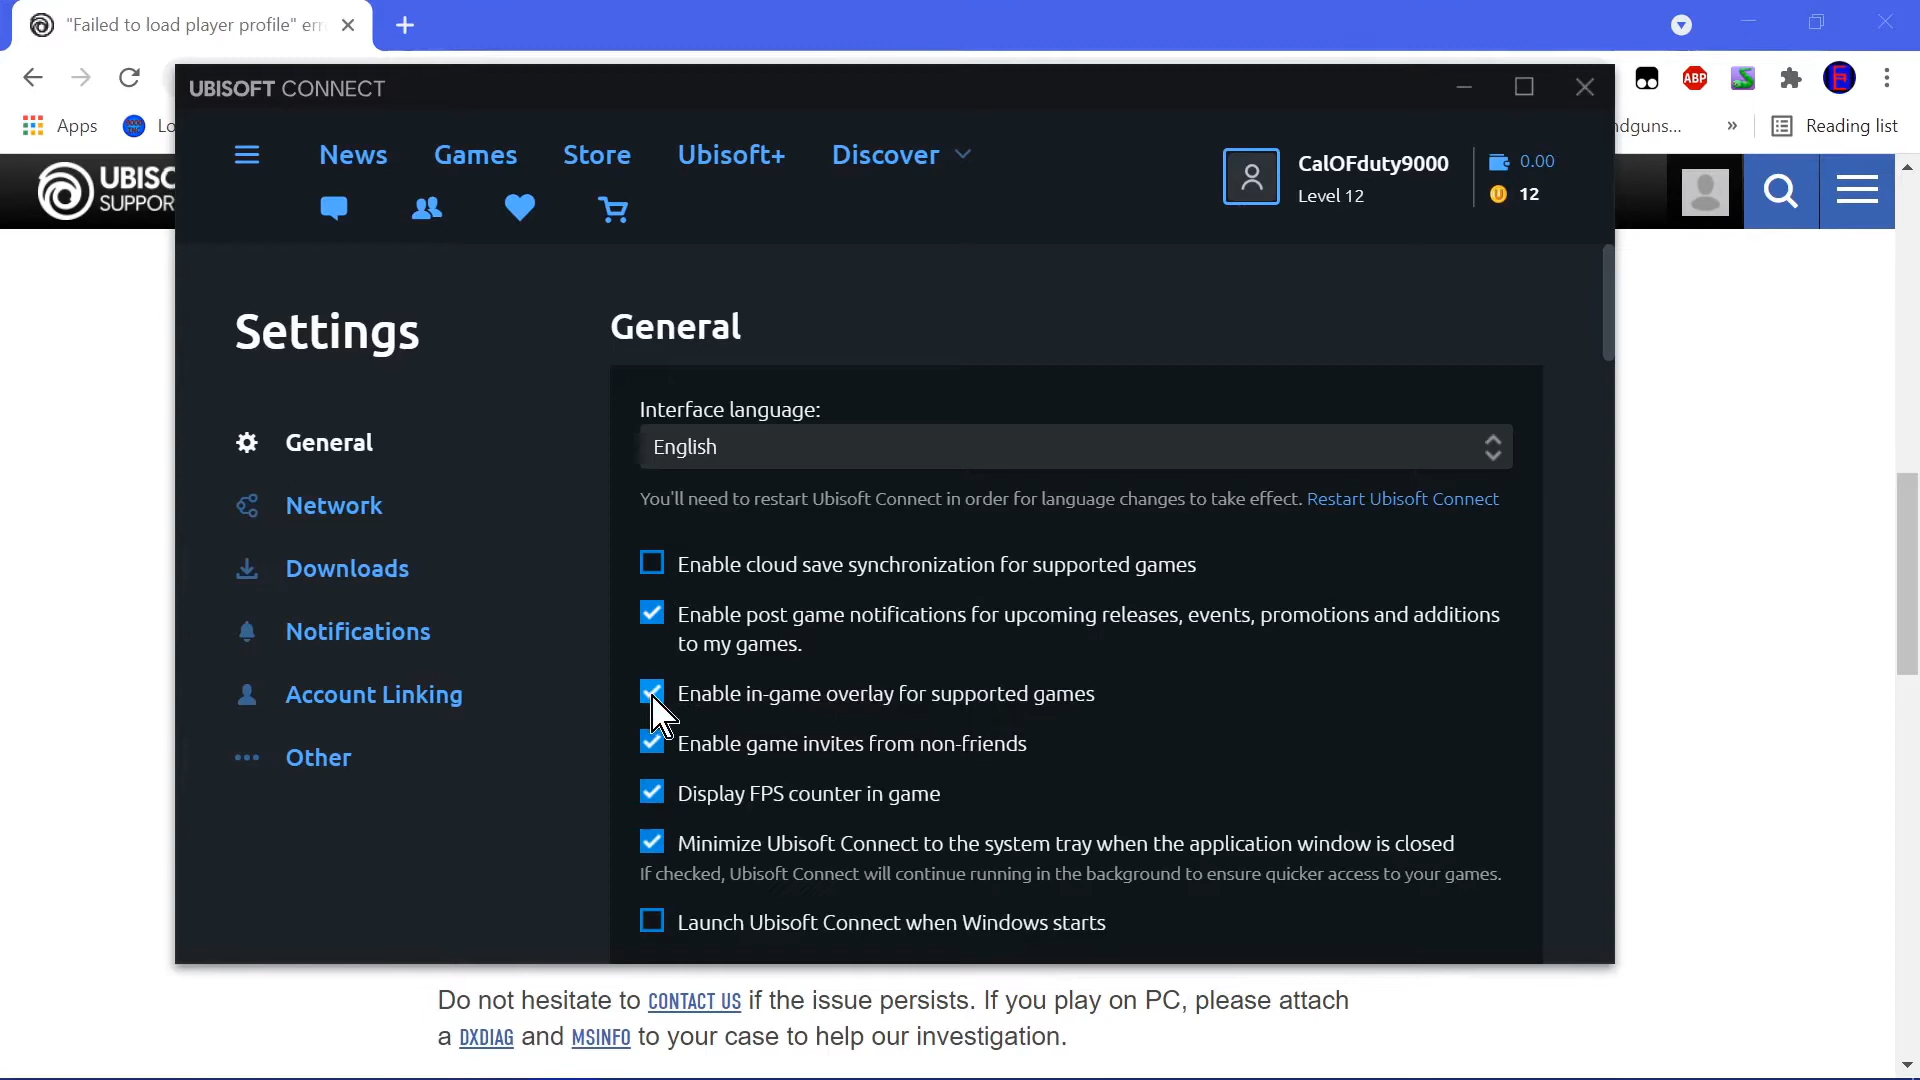 "Failed to load player profile" err
Apps
Lo
ndguns...
»
Reading list
ABP
UBISOFT CONNECT
News
Games
Store
Ubisoft+
Discover
CalOFduty9000
Level 12
0.00
12
UBISO
SUPPOR
Settings
General
Network
Downloads
Notifications
Account Linking
Other
General
Interface language:
English
You'll need to restart Ubisoft Connect in order for language changes to take effect. Restart Ubisoft Connect
Enable cloud save synchronization for supported games
Enable post game notifications for upcoming releases, events, promotions and additions
to my games.
Enable in-game overlay for supported games
Enable game invites from non-friends
Display FPS counter in game
Minimize Ubisoft Connect to the system tray when the application window is closed
If checked, Ubisoft Connect will continue running in the background to ensure quicker access to your games.
Launch Ubisoft Connect when Windows starts
Do not hesitate to CONTACT US if the issue persists. If you play on PC, please attach
a DXDIAG and MSINFO to your case to help our investigation.